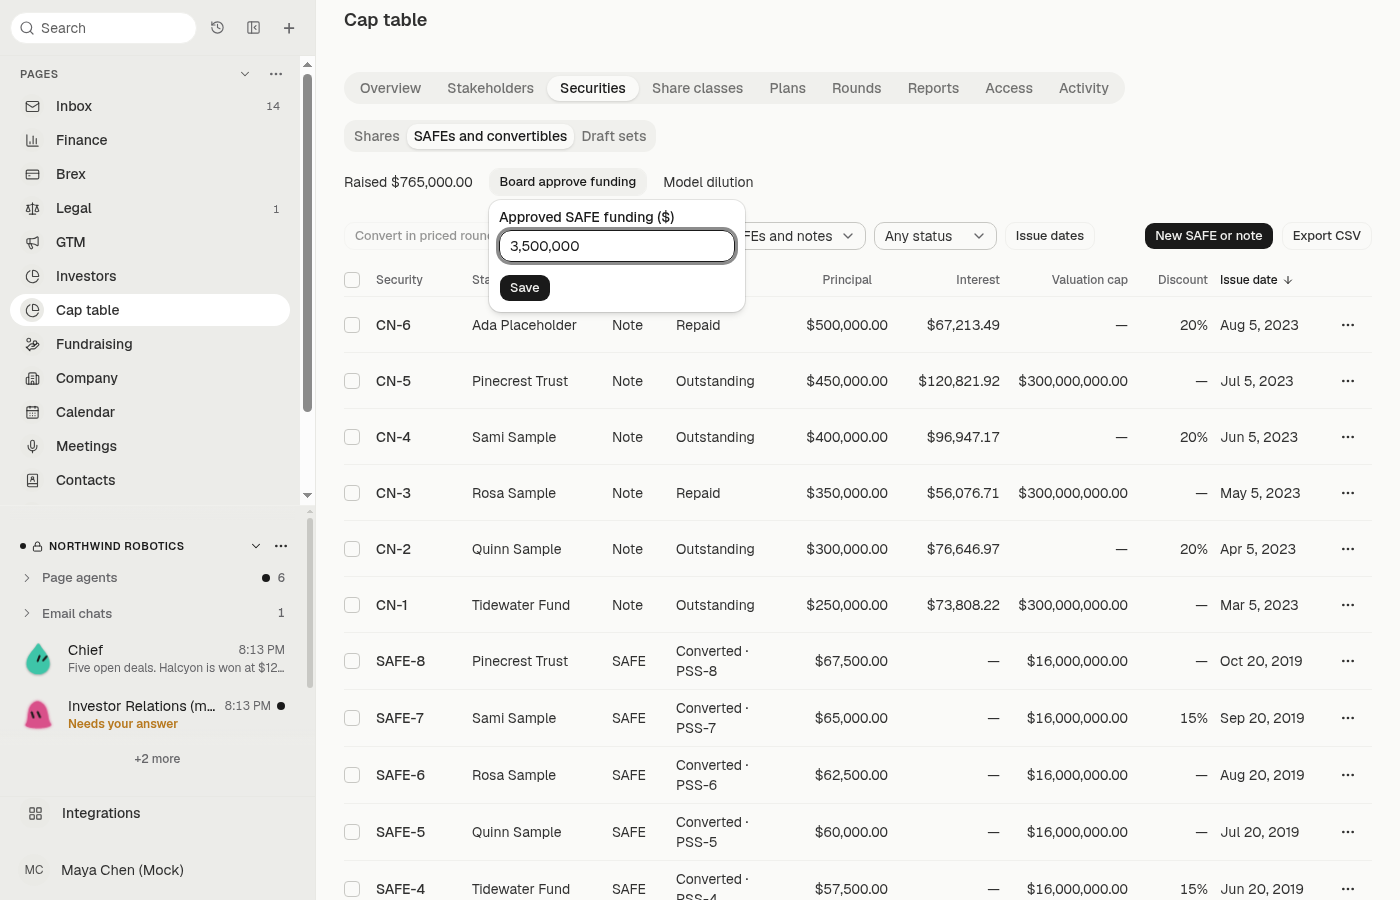 Search
PAGES
Inbox 14
Finance
Brex
Legal 1
GTM
Investors
Cap table
Fundraising
Company
Calendar
Meetings
Contacts
NORTHWIND ROBOTICS
Page agents 6
Email chats 1
Chief 8:13 PM
Five open deals. Halcyon is won at $12…
Investor Relations (m… 8:13 PM
Needs your answer
+2 more
Integrations
MC Maya Chen (Mock)
Cap table
Overview Stakeholders Securities Share classes Plans Rounds Reports Access Activity
Shares SAFEs and convertibles Draft sets
Raised $765,000.00 Board approve funding Model dilution
Approved SAFE funding ($)
3,500,000
Save
Convert in priced round Es and notes Any status Issue dates New SAFE or note Export CSV
Security Principal Interest Valuation cap Discount Issue date
CN-6 Ada Placeholder Note Repaid $500,000.00 $67,213.49 — 20% Aug 5, 2023
CN-5 Pinecrest Trust Note Outstanding $450,000.00 $120,821.92 $300,000,000.00 — Jul 5, 2023
CN-4 Sami Sample Note Outstanding $400,000.00 $96,947.17 — 20% Jun 5, 2023
CN-3 Rosa Sample Note Repaid $350,000.00 $56,076.71 $300,000,000.00 — May 5, 2023
CN-2 Quinn Sample Note Outstanding $300,000.00 $76,646.97 — 20% Apr 5, 2023
CN-1 Tidewater Fund Note Outstanding $250,000.00 $73,808.22 $300,000,000.00 — Mar 5, 2023
SAFE-8 Pinecrest Trust SAFE Converted · PSS-8 $67,500.00 — $16,000,000.00 — Oct 20, 2019
SAFE-7 Sami Sample SAFE Converted · PSS-7 $65,000.00 — $16,000,000.00 15% Sep 20, 2019
SAFE-6 Rosa Sample SAFE Converted · PSS-6 $62,500.00 — $16,000,000.00 — Aug 20, 2019
SAFE-5 Quinn Sample SAFE Converted · PSS-5 $60,000.00 — $16,000,000.00 — Jul 20, 2019
SAFE-4 Tidewater Fund SAFE Converted · PSS-4 $57,500.00 — $16,000,000.00 15% Jun 20, 2019